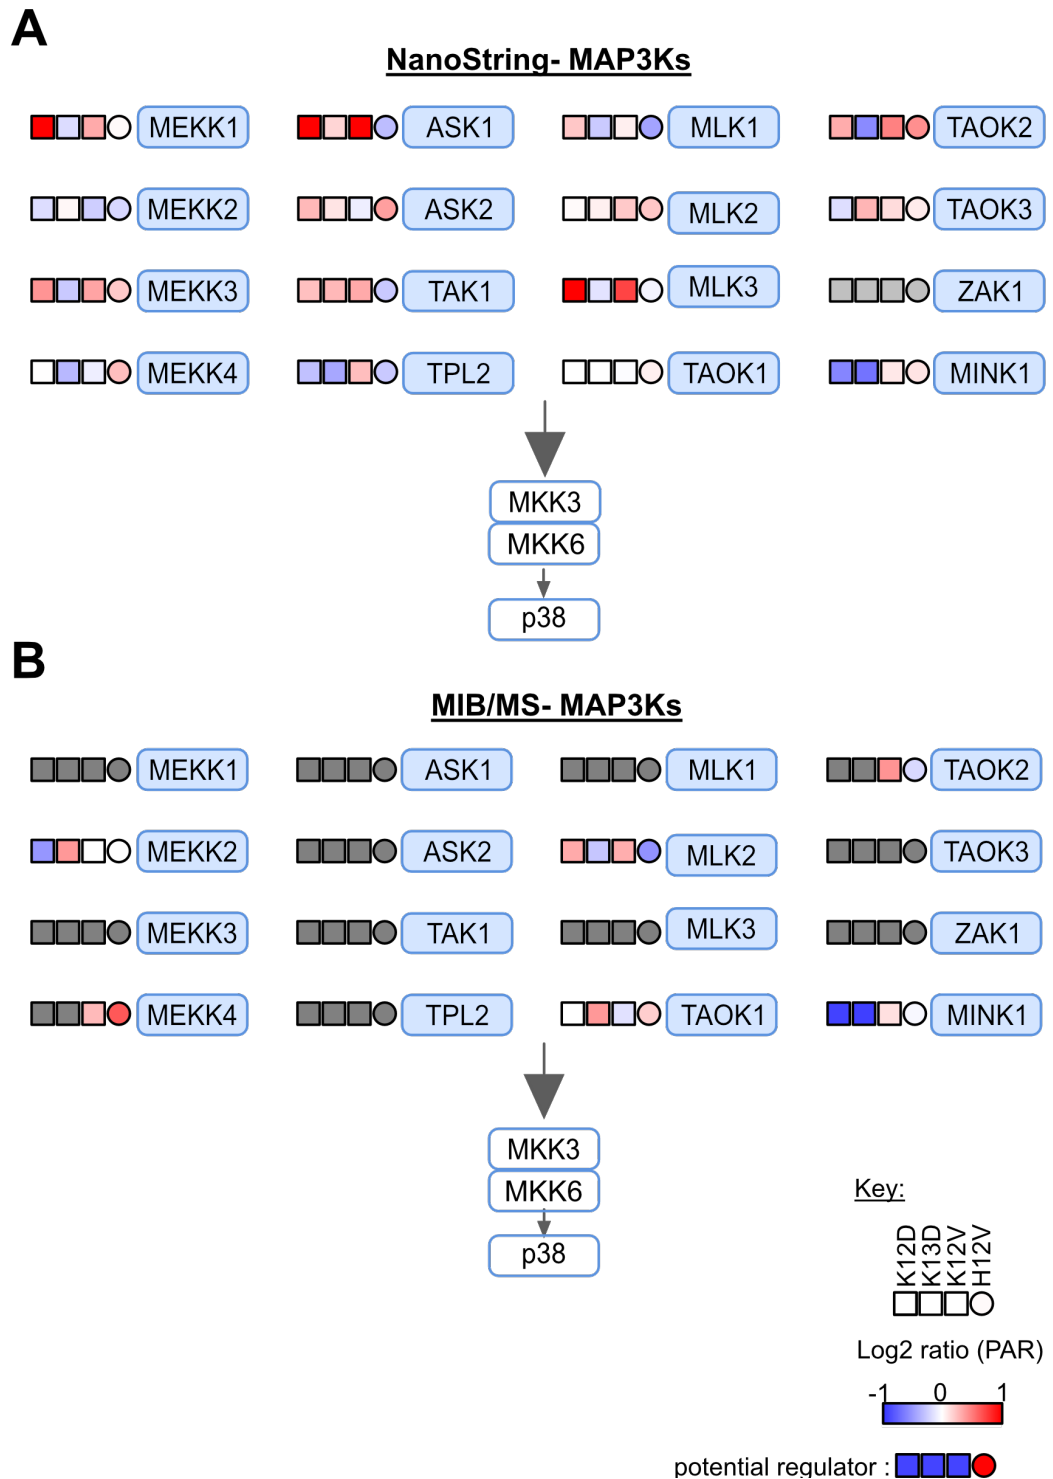 A
NanoString- MAP3Ks
MEKK1 ASK1 MLK1 TAOK2
MEKK2 ASK2 MLK2 TAOK3
MEKK3 TAK1 MLK3 ZAK1
MEKK4 TPL2 TAOK1 MINK1
MKK3
MKK6
p38
B
MIB/MS- MAP3Ks
MEKK1 ASK1 MLK1 TAOK2
MEKK2 ASK2 MLK2 TAOK3
MEKK3 TAK1 MLK3 ZAK1
MEKK4 TPL2 TAOK1 MINK1
MKK3
MKK6
p38
Key:
K12D
K13D
K12V
H12V
Log2 ratio (PAR)
-1 0 1
potential regulator :